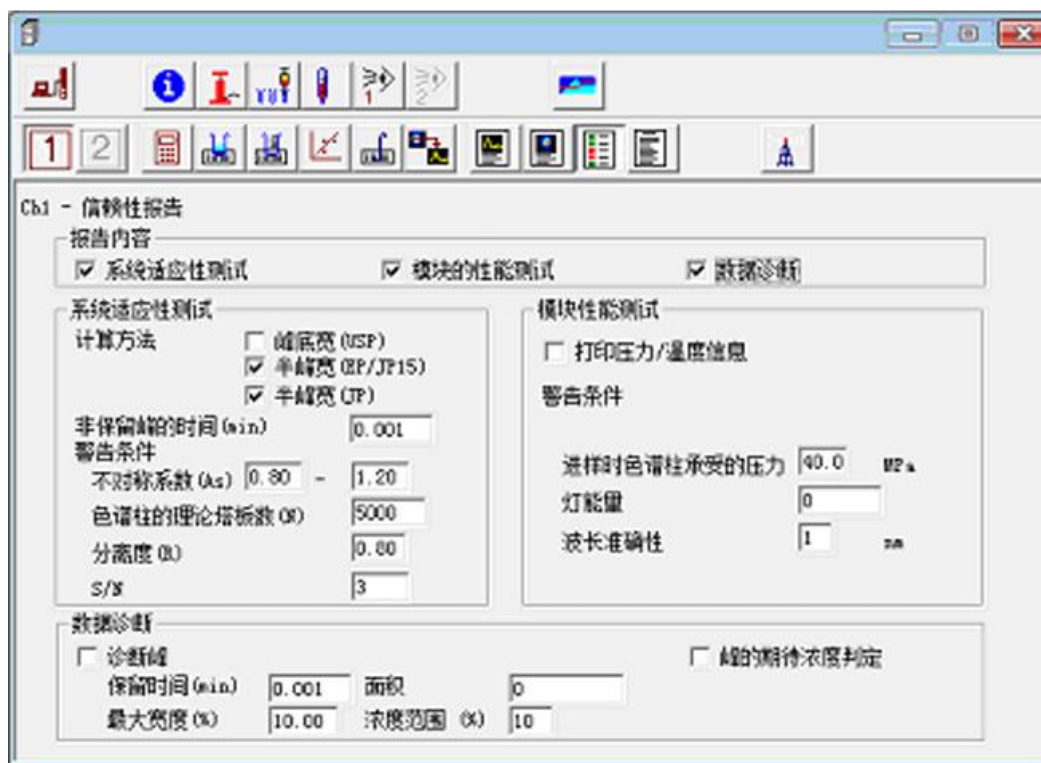 1 2
1 2
Ch1 - 信赖性报告
报告内容
系统适应性测试 模块的性能测试 数据诊断
系统适应性测试
计算方法 峰底宽(USP)
半峰宽(EP/JP15)
半峰宽(JP)
非保留峰的时间(min) 0.001
警告条件
不对称系数(As) 0.80 - 1.20
色谱柱的理论塔板数(N) 5000
分离度(R) 0.80
S/N 3
模块性能测试
打印压力/温度信息
警告条件
进样时色谱柱承受的压力 40.0 MPa
灯能量 0
波长准确性 1 nm
数据诊断
诊断峰 峰的期待浓度判定
保留时间(min) 0.001 面积 0
最大宽度(%) 10.00 浓度范围 (%) 10